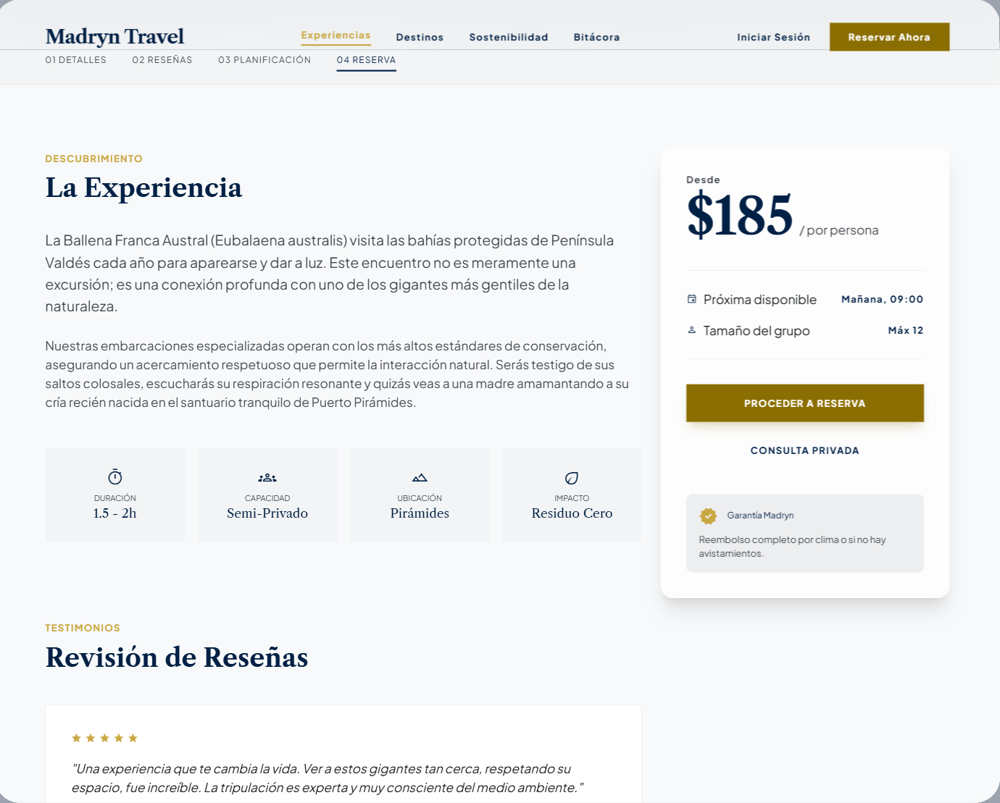 Madryn Travel
Experiencias
Destinos
Sostenibilidad
Bitácora
Iniciar Sesión
Reservar Ahora
01 DETALLES
02 RESEÑAS
03 PLANIFICACIÓN
04 RESERVA
DESCUBRIMIENTO
La Experiencia
La Ballena Franca Austral (Eubalaena australis) visita las bahías protegidas de Península
Valdés cada año para aparearse y dar a luz. Este encuentro no es meramente una
excursión; es una conexión profunda con uno de los gigantes más gentiles de la
naturaleza.
Nuestras embarcaciones especializadas operan con los más altos estándares de conservación,
asegurando un acercamiento respetuoso que permite la interacción natural. Serás testigo de sus
saltos colosales, escucharás su respiración resonante y quizás veas a una madre amamantando a su
cría recién nacida en el santuario tranquilo de Puerto Pirámides.
DURACIÓN
1.5 - 2h
CAPACIDAD
Semi-Privado
UBICACIÓN
Pirámides
IMPACTO
Residuo Cero
Desde
$185 / por persona
Próxima disponible
Mañana, 09:00
Tamaño del grupo
Máx 12
PROCEDER A RESERVA
CONSULTA PRIVADA
Garantía Madryn
Reembolso completo por clima o si no hay
avistamientos.
TESTIMONIOS
Revisión de Reseñas
"Una experiencia que te cambia la vida. Ver a estos gigantes tan cerca, respetando su
espacio, fue increíble. La tripulación es experta y muy consciente del medio ambiente."